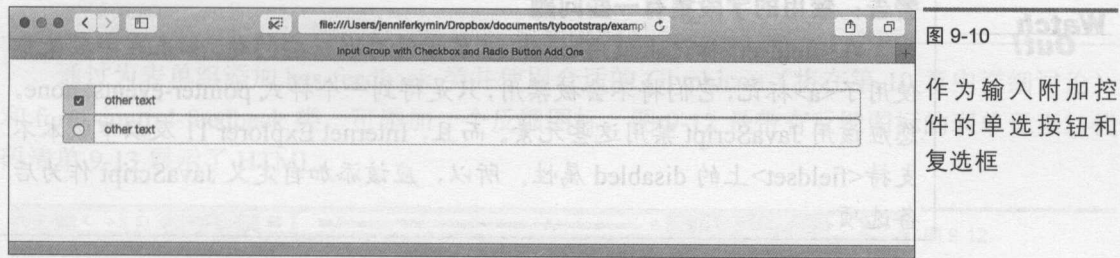 file:///Users/jenniferkymin/Dropbox/documents/tybootstrap/examp
Input Group with Checkbox and Radio Button Add Ons
other text
other text
图 9-10
作为输入附加控
件的单选按钮和
复选框